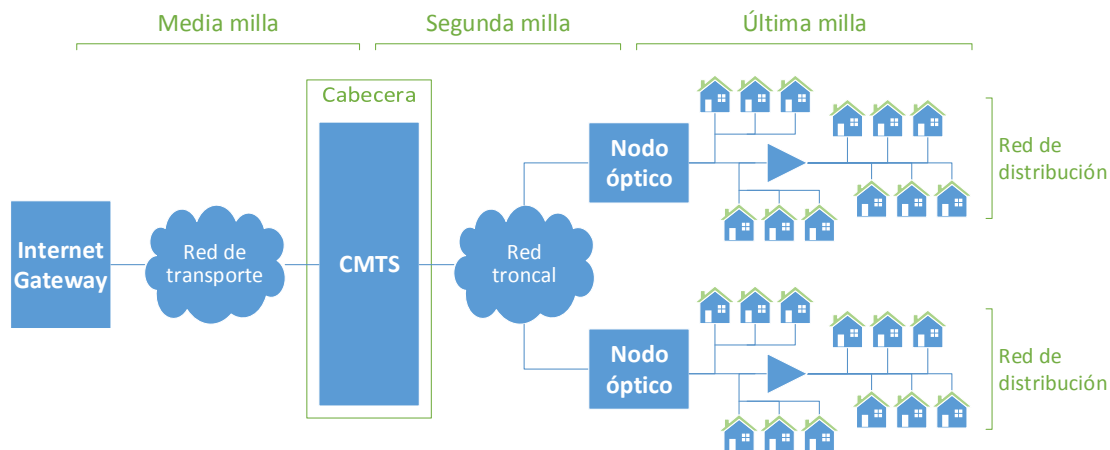 Media milla
Segunda milla
Última milla
Cabecera
Internet
Gateway
Red de
transporte
CMTS
Red
troncal
Nodo
óptico
Red de
distribución
Nodo
óptico
Red de
distribución